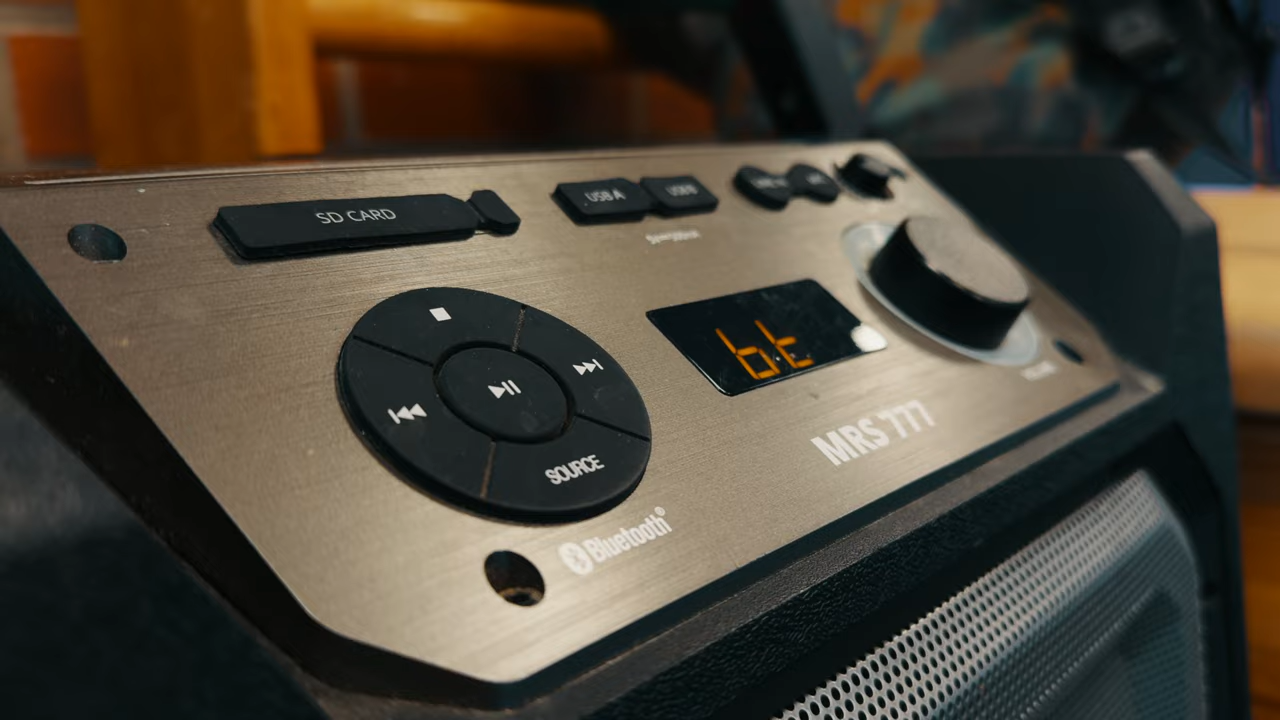 SD CARD
USB A
USB B
bt
MRS 777
SOURCE
Bluetooth®